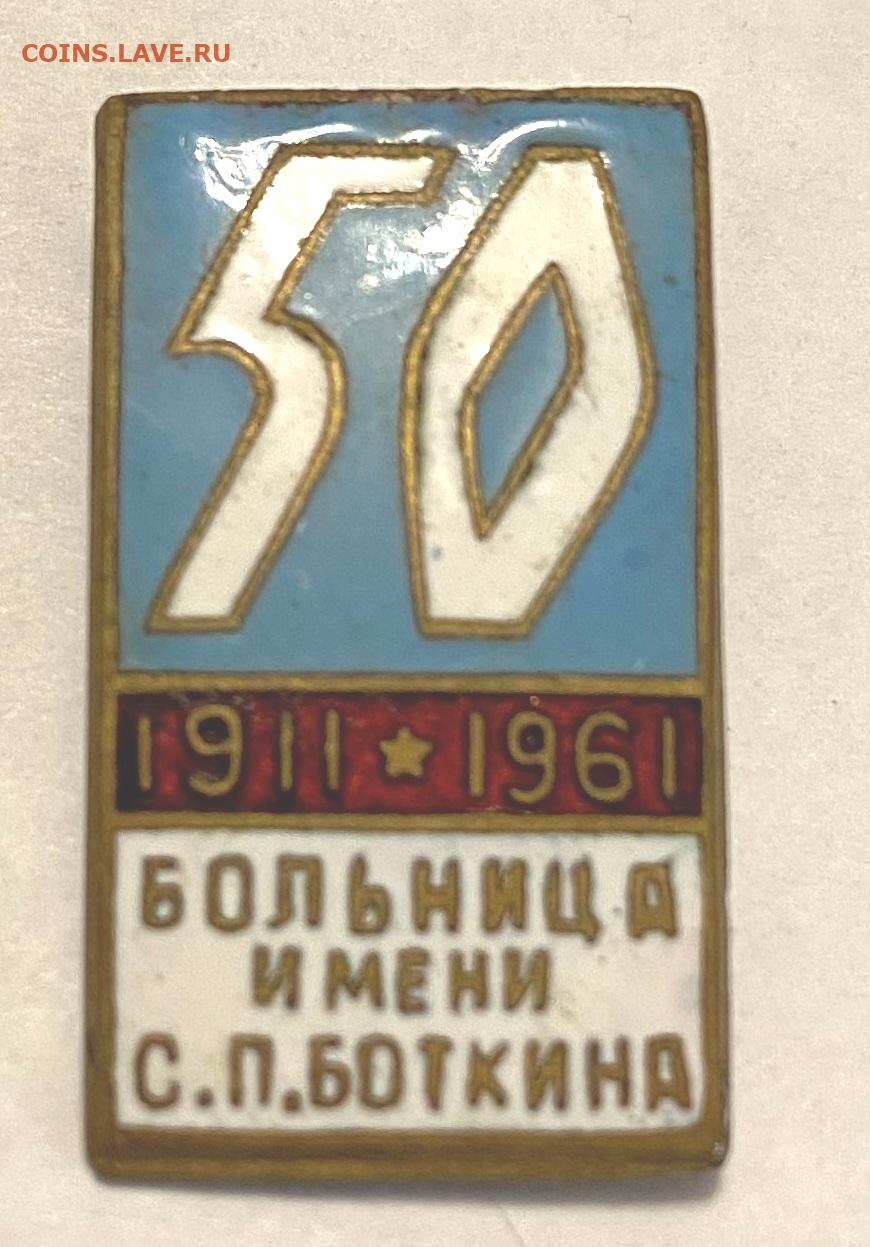 COINS.LAVE.RU
50
1911 ★ 1961
БОЛЬНИЦА
ИМЕНИ
С.П.БОТКИНА